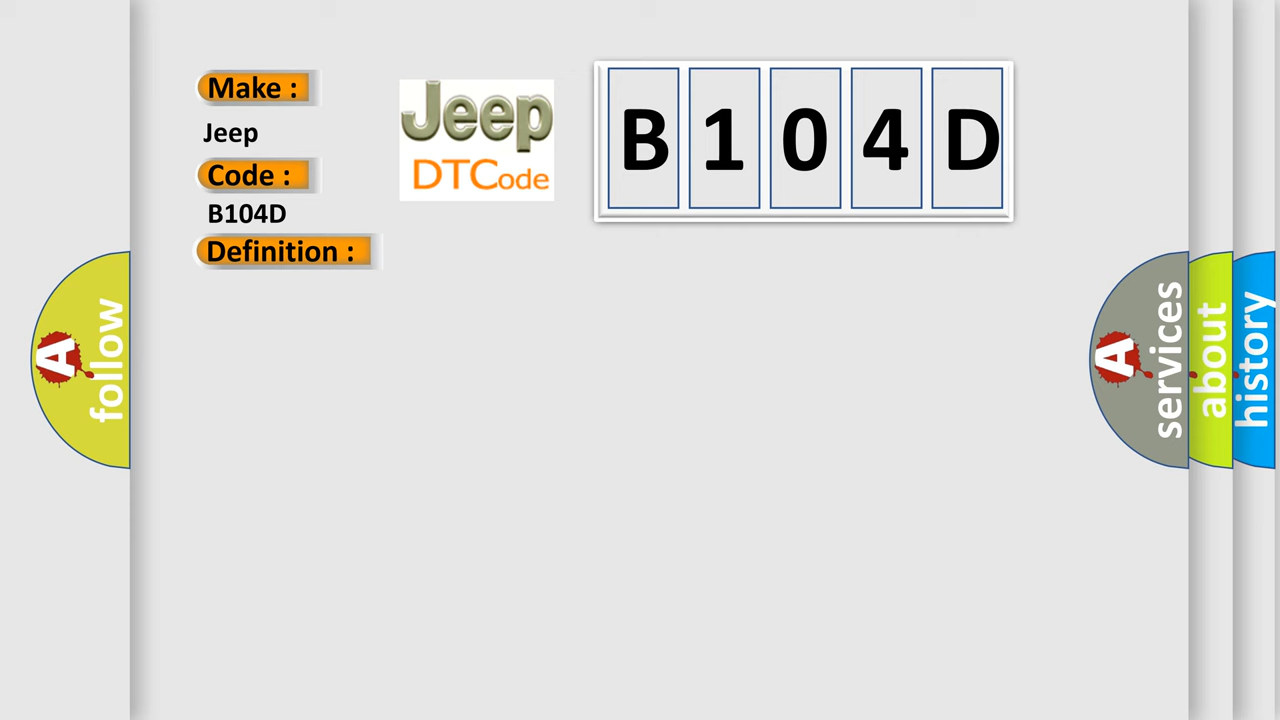 Make :
Jeep
Code :
B104D
Definition :
Jeep
DTCode
B 1 0 4 D
A follow
A services
about
history